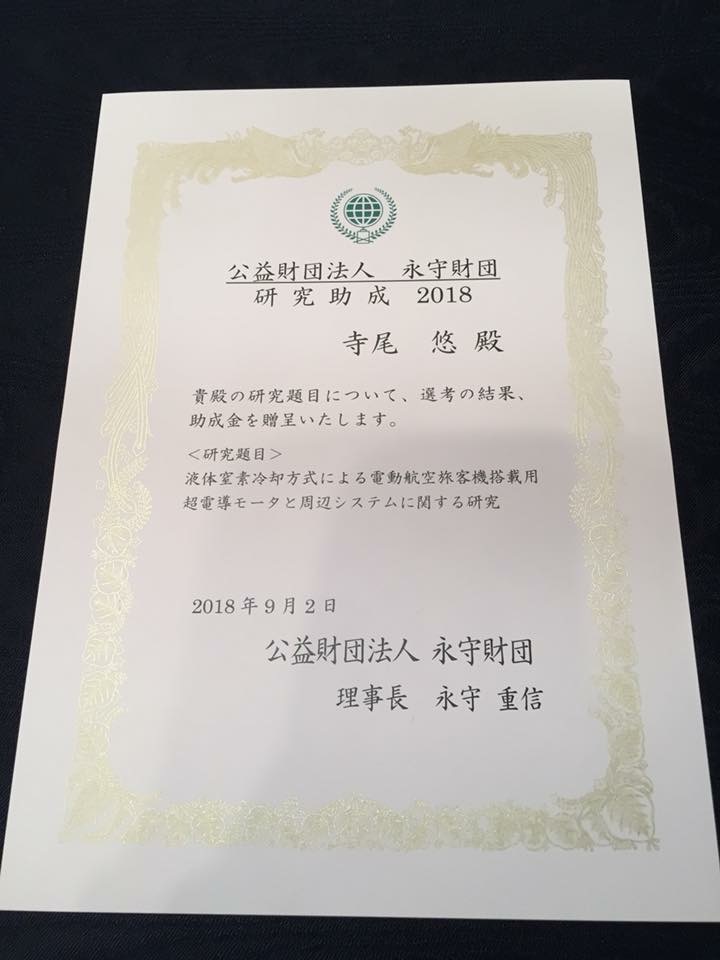 公益財団法人　永守財団
研 究 助 成　2018
寺尾　悠 殿
貴殿の研究題目について、選考の結果、
助成金を贈呈いたします。
＜研究題目＞
液体窒素冷却方式による電動航空旅客機搭載用
超電導モータと周辺システムに関する研究
2018 年 9 月 2 日
公益財団法人 永守財団
理事長　永守 重信